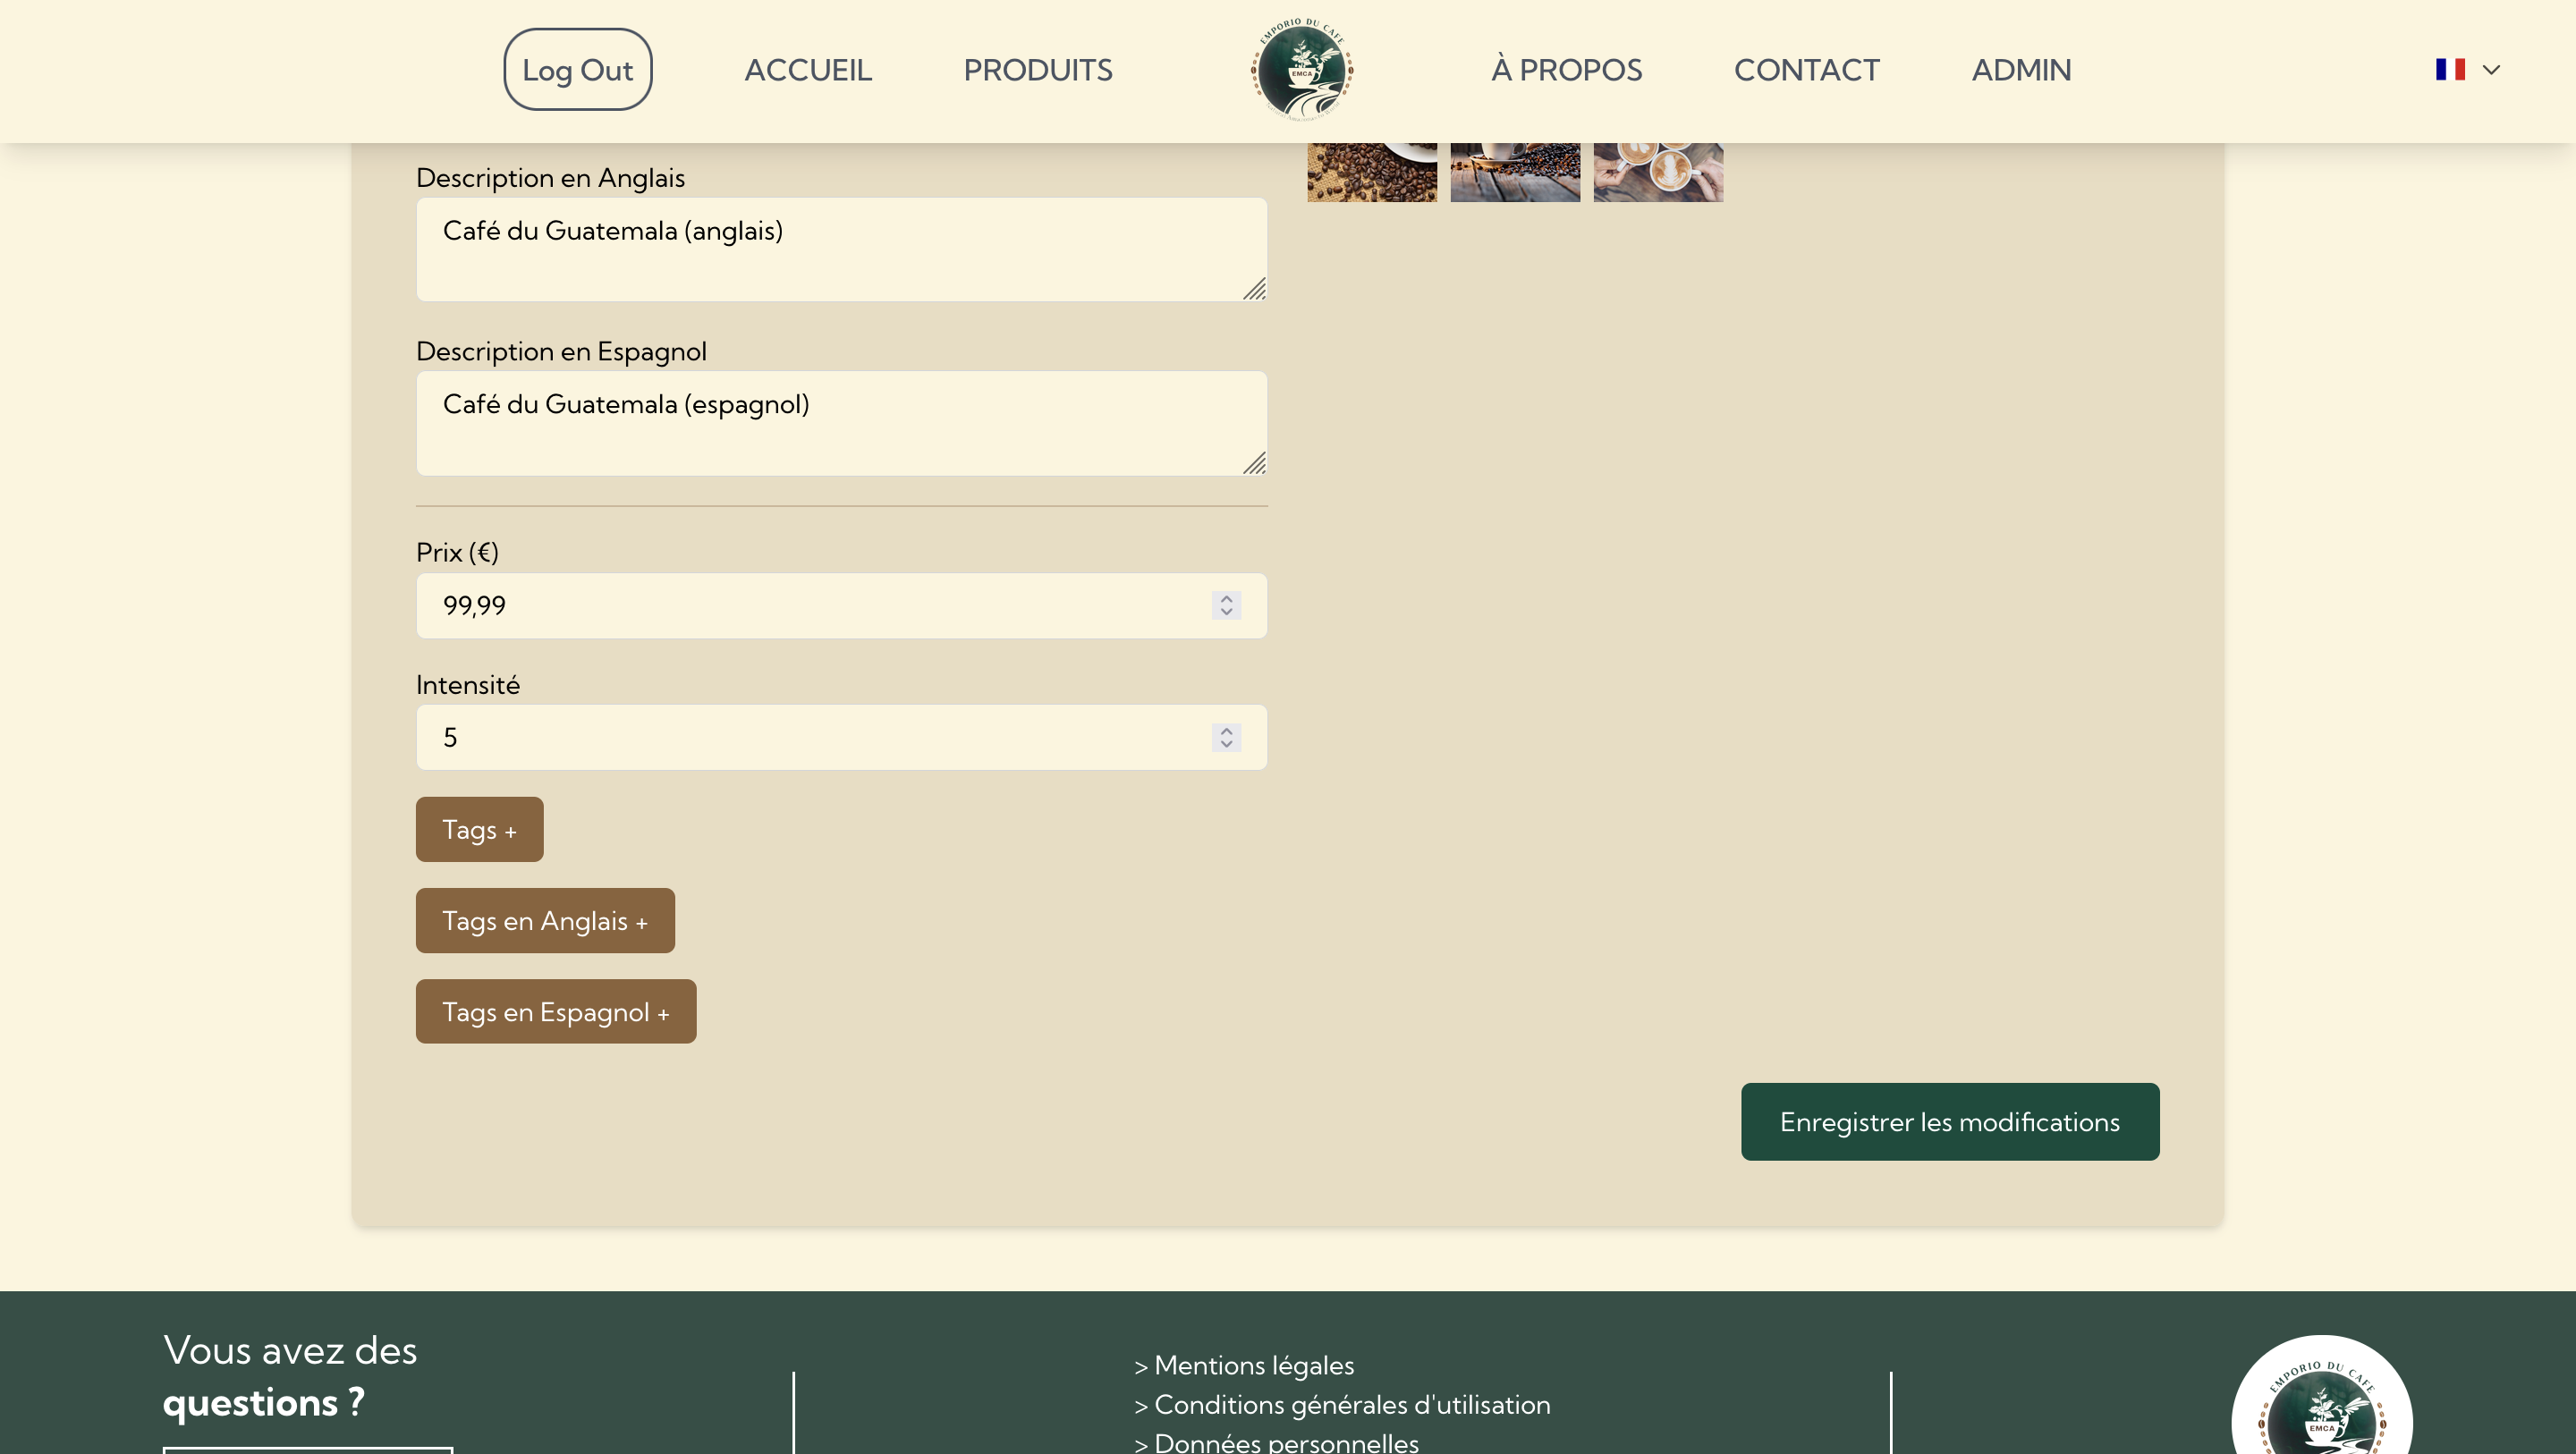 Log Out
ACCUEIL
PRODUITS
EMPORIO DU CAFE
EMCA
À PROPOS
CONTACT
ADMIN
Description en Anglais
Café du Guatemala (anglais)
Description en Espagnol
Café du Guatemala (espagnol)
Prix (€)
99,99
Intensité
5
Tags +
Tags en Anglais +
Tags en Espagnol +
Enregistrer les modifications
Vous avez des
questions ?
> Mentions légales
> Conditions générales d'utilisation
> Données personnelles
EMPORIO DU CAFE
EMCA